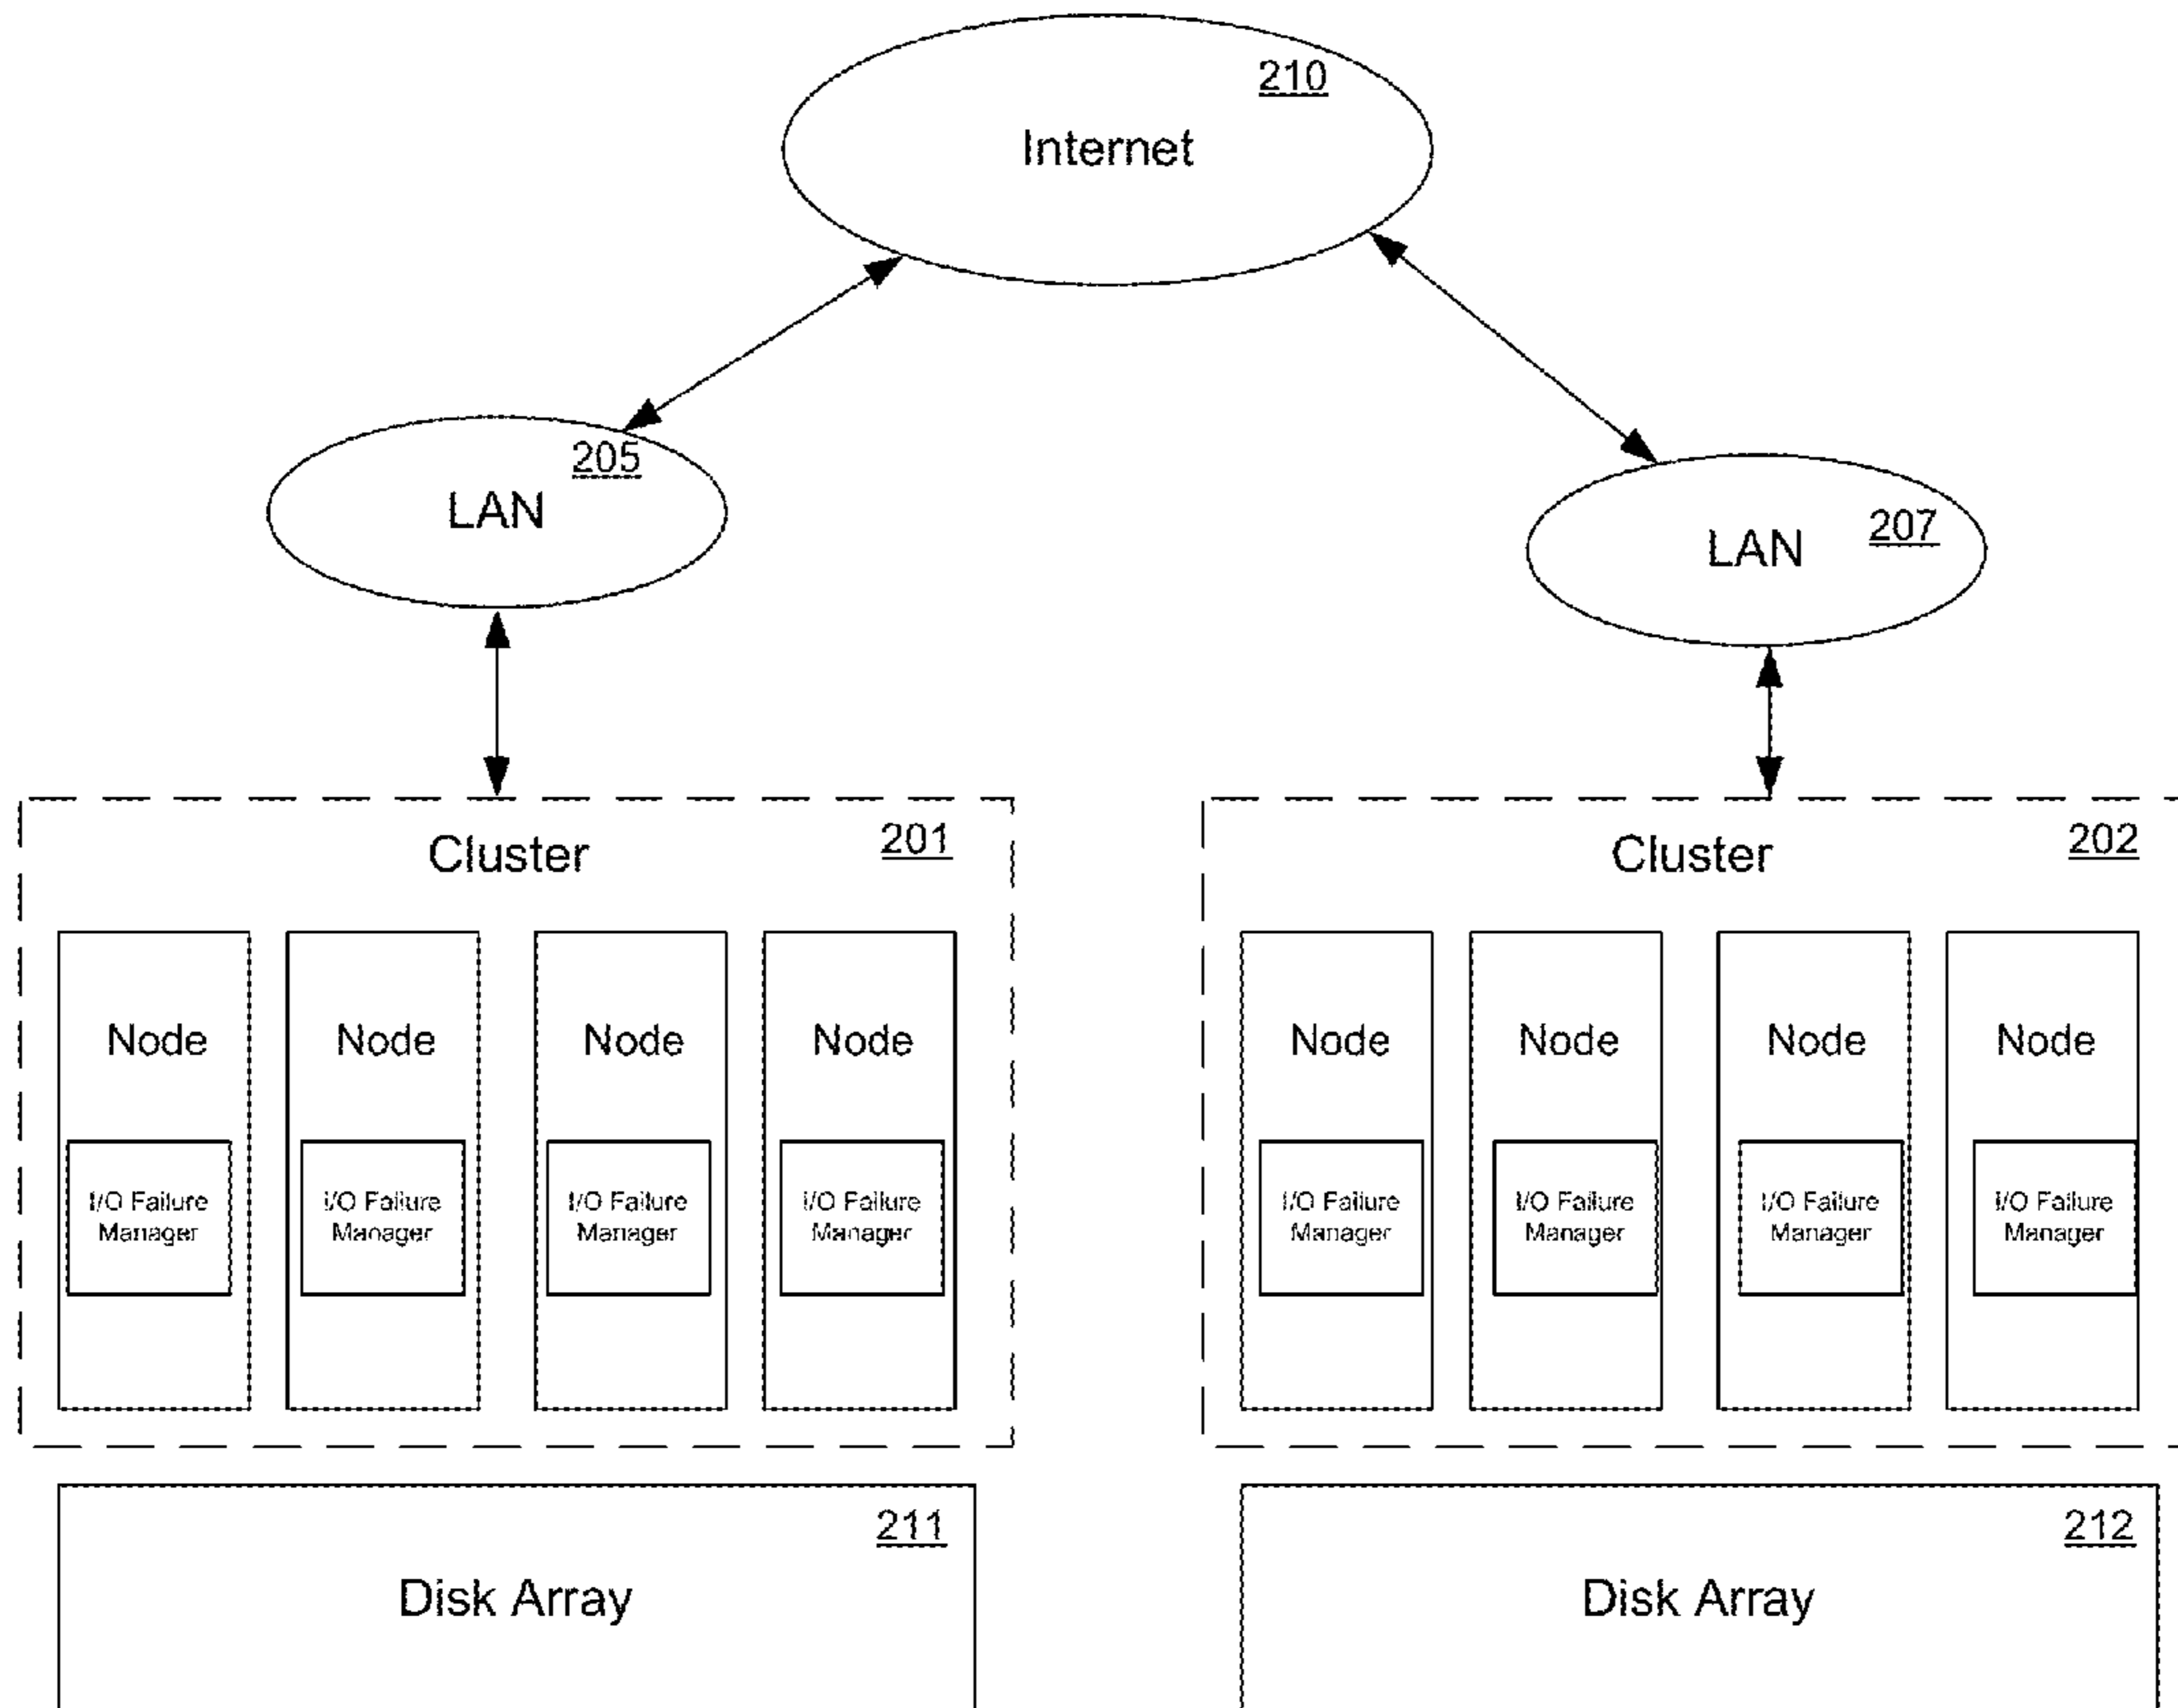 210
Internet
205
LAN
207
LAN
Cluster
201
Cluster
202
Node
Node
Node
Node
Node
Node
Node
Node
I/O Failure
Manager
I/O Failure
Manager
I/O Failure
Manager
I/O Failure
Manager
I/O Failure
Manager
I/O Failure
Manager
I/O Failure
Manager
I/O Failure
Manager
211
Disk Array
212
Disk Array